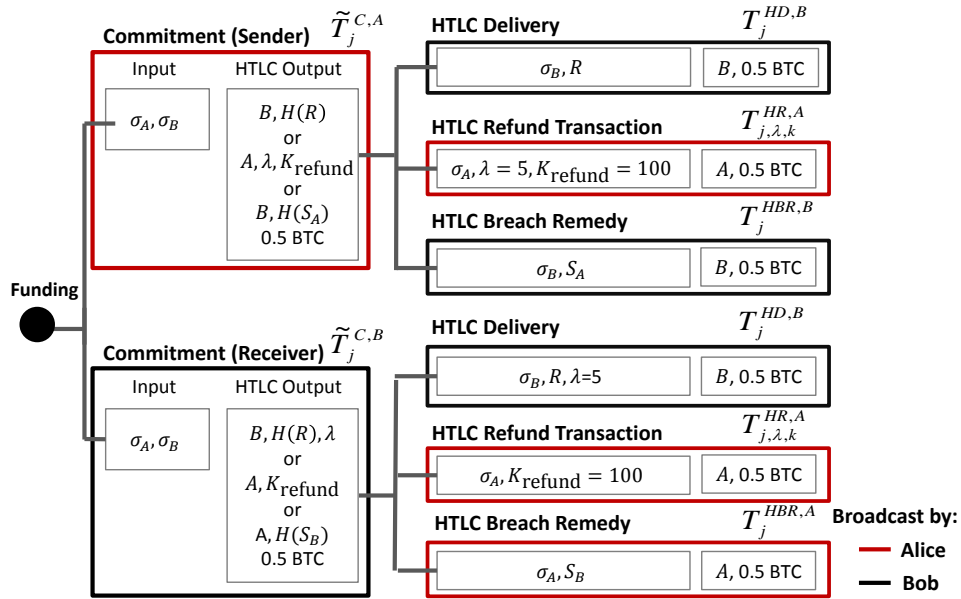 Commitment (Sender) T̃_j^{C,A}
Input HTLC Output
σ_A, σ_B
B, H(R)
or
A, λ, K_refund
or
B, H(S_A)
0.5 BTC
HTLC Delivery T_j^{HD,B}
σ_B, R B, 0.5 BTC
HTLC Refund Transaction T_{j,λ,k}^{HR,A}
σ_A, λ = 5, K_refund = 100 A, 0.5 BTC
HTLC Breach Remedy T_j^{HBR,B}
σ_B, S_A B, 0.5 BTC
Funding
Commitment (Receiver) T̃_j^{C,B}
Input HTLC Output
σ_A, σ_B
B, H(R), λ
or
A, K_refund
or
A, H(S_B)
0.5 BTC
HTLC Delivery T_j^{HD,B}
σ_B, R, λ=5 B, 0.5 BTC
HTLC Refund Transaction T_{j,λ,k}^{HR,A}
σ_A, K_refund = 100 A, 0.5 BTC
HTLC Breach Remedy T_j^{HBR,A}
σ_A, S_B A, 0.5 BTC
Broadcast by:
Alice
Bob